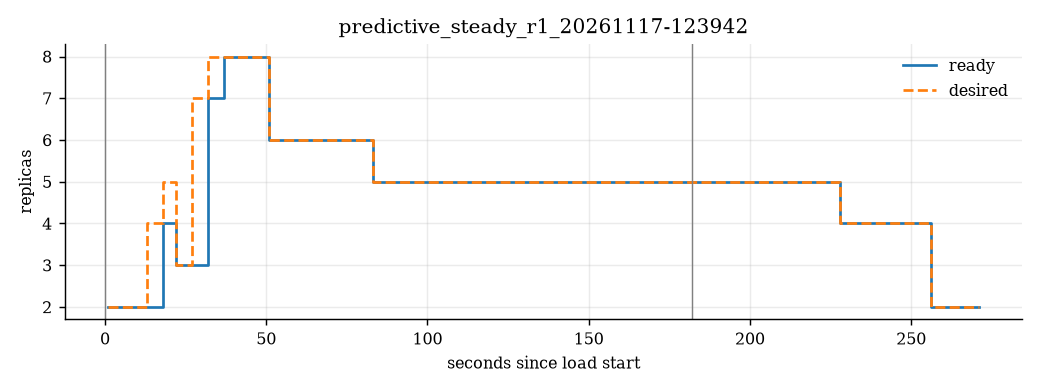 predictive_steady_r1_20261117-123942
ready
desired
replicas
8
7
6
5
4
3
2
0 50 100 150 200 250
seconds since load start